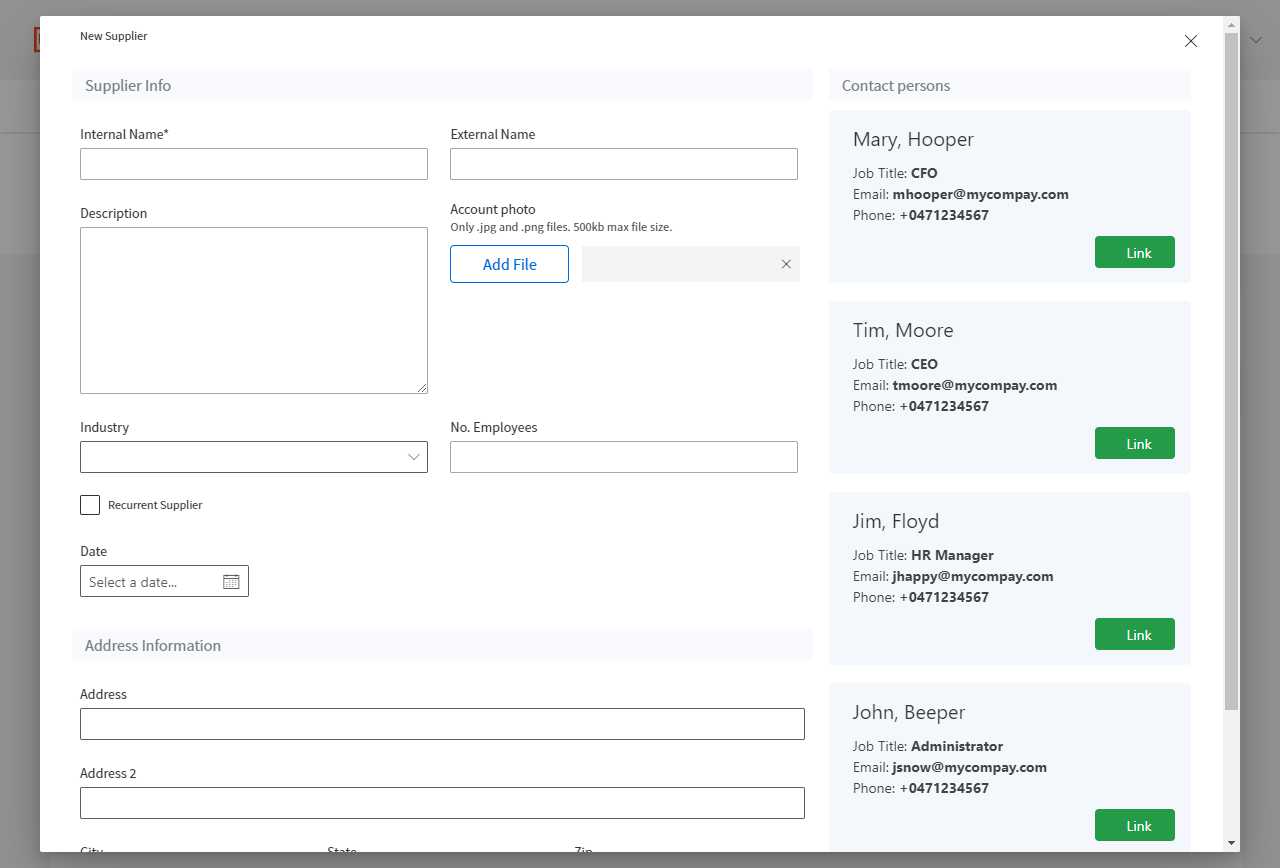 New Supplier
Supplier Info
Internal Name*
External Name
Description
Account photo
Only .jpg and .png files. 500kb max file size.
Add File
Industry
No. Employees
Recurrent Supplier
Date
Select a date...
Address Information
Address
Address 2
City
State
Zip
Contact persons
Mary, Hooper
Job Title: CFO
Email: mhooper@mycompay.com
Phone: +0471234567
Link
Tim, Moore
Job Title: CEO
Email: tmoore@mycompay.com
Phone: +0471234567
Link
Jim, Floyd
Job Title: HR Manager
Email: jhappy@mycompay.com
Phone: +0471234567
Link
John, Beeper
Job Title: Administrator
Email: jsnow@mycompay.com
Phone: +0471234567
Link